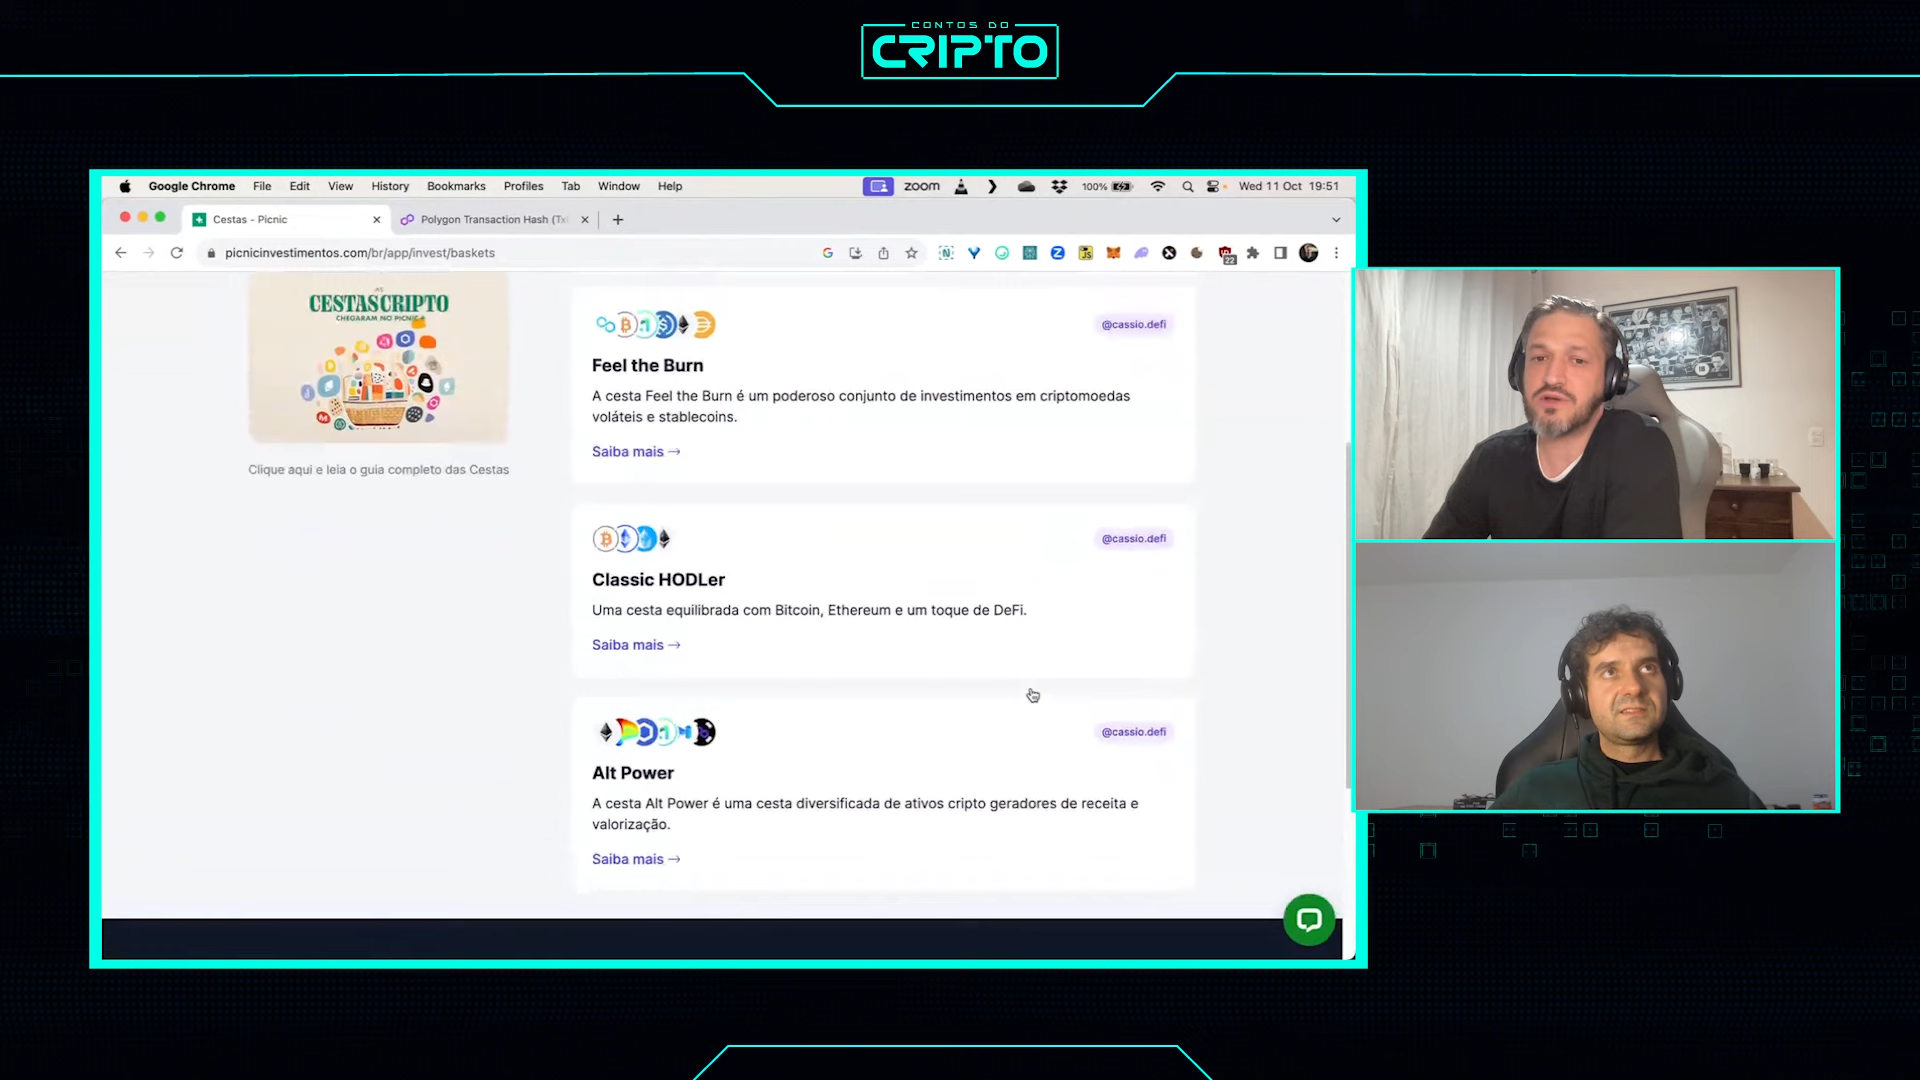 CONTOS DO
CRIPTO
Google Chrome File Edit View History Bookmarks Profiles Tab Window Help zoom 100% Wed 11 Oct 19:51
Cestas - Picnic
Polygon Transaction Hash (Tx
picnicinvestimentos.com/br/app/invest/baskets
22
AS
CESTAS CRIPTO
CHEGARAM NO PICNIC
Clique aqui e leia o guia completo das Cestas
@cassio.defi
Feel the Burn
A cesta Feel the Burn é um poderoso conjunto de investimentos em criptomoedas
voláteis e stablecoins.
Saiba mais →
@cassio.defi
Classic HODLer
Uma cesta equilibrada com Bitcoin, Ethereum e um toque de DeFi.
Saiba mais →
@cassio.defi
Alt Power
A cesta Alt Power é uma cesta diversificada de ativos cripto geradores de receita e
valorização.
Saiba mais →